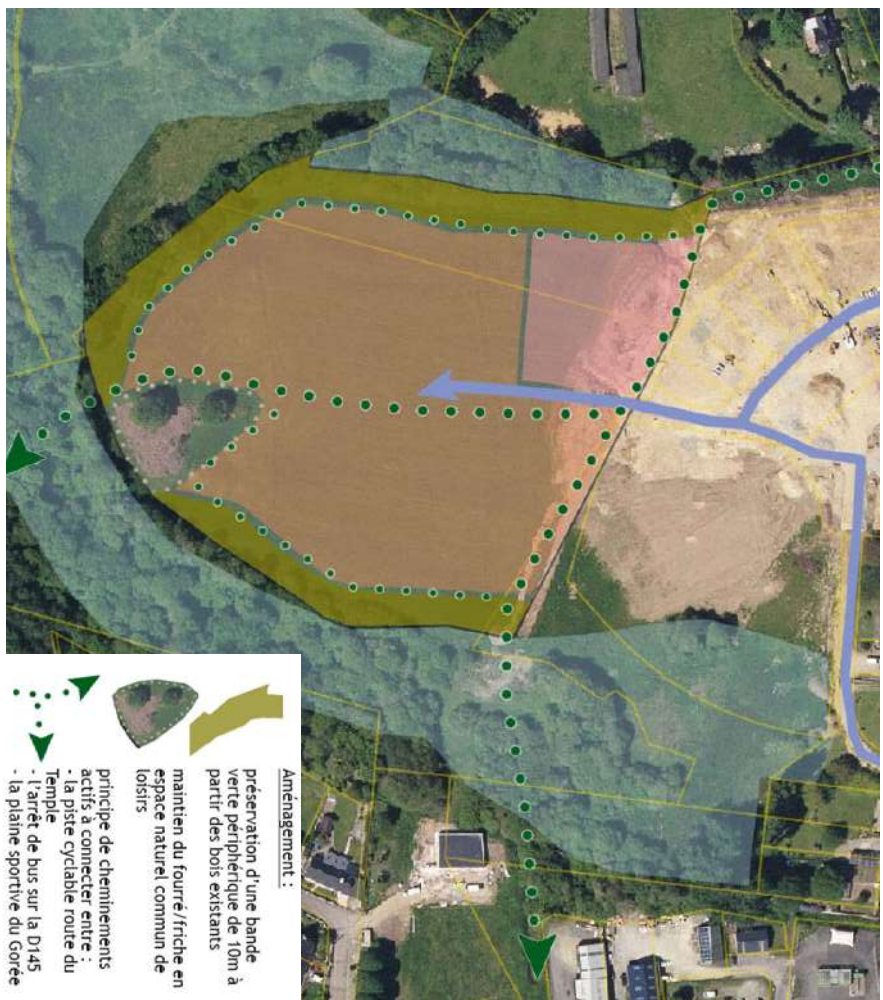 Aménagement :
préservation d'une bande
verte périphérique de 10m à
partir des bois existants
maintien du fourré/friche en
espace naturel commun de
loisirs
principe de cheminements
actifs à connecter entre :
- la piste cyclable route du
Temple
- l'arrêt de bus sur la D145
- la plaine sportive du Gorée